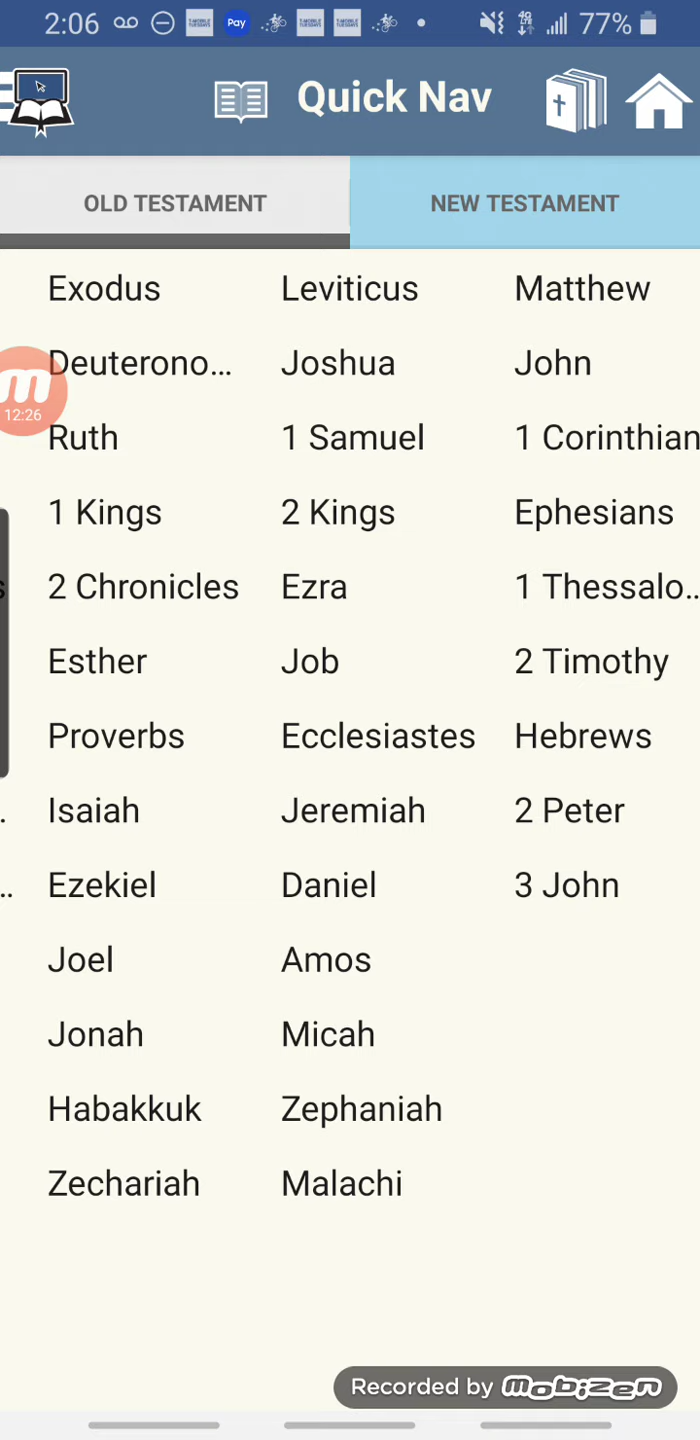 2:06
Pay
77%
Quick Nav
OLD TESTAMENT
NEW TESTAMENT
Exodus Leviticus Matthew
Deuterono... Joshua John
12:26
Ruth 1 Samuel 1 Corinthian
1 Kings 2 Kings Ephesians
s 2 Chronicles Ezra 1 Thessalo..
Esther Job 2 Timothy
Proverbs Ecclesiastes Hebrews
. Isaiah Jeremiah 2 Peter
.. Ezekiel Daniel 3 John
Joel Amos
Jonah Micah
Habakkuk Zephaniah
Zechariah Malachi
Recorded by mobizen